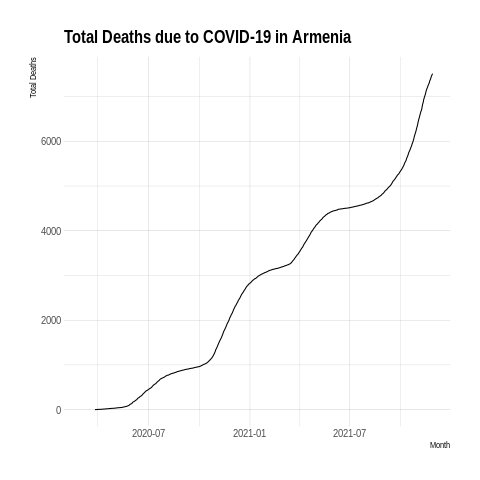 Total Deaths due to COVID-19 in Armenia
Total Deaths
6000
4000
2000
0
2020-07 2021-01 2021-07
Month